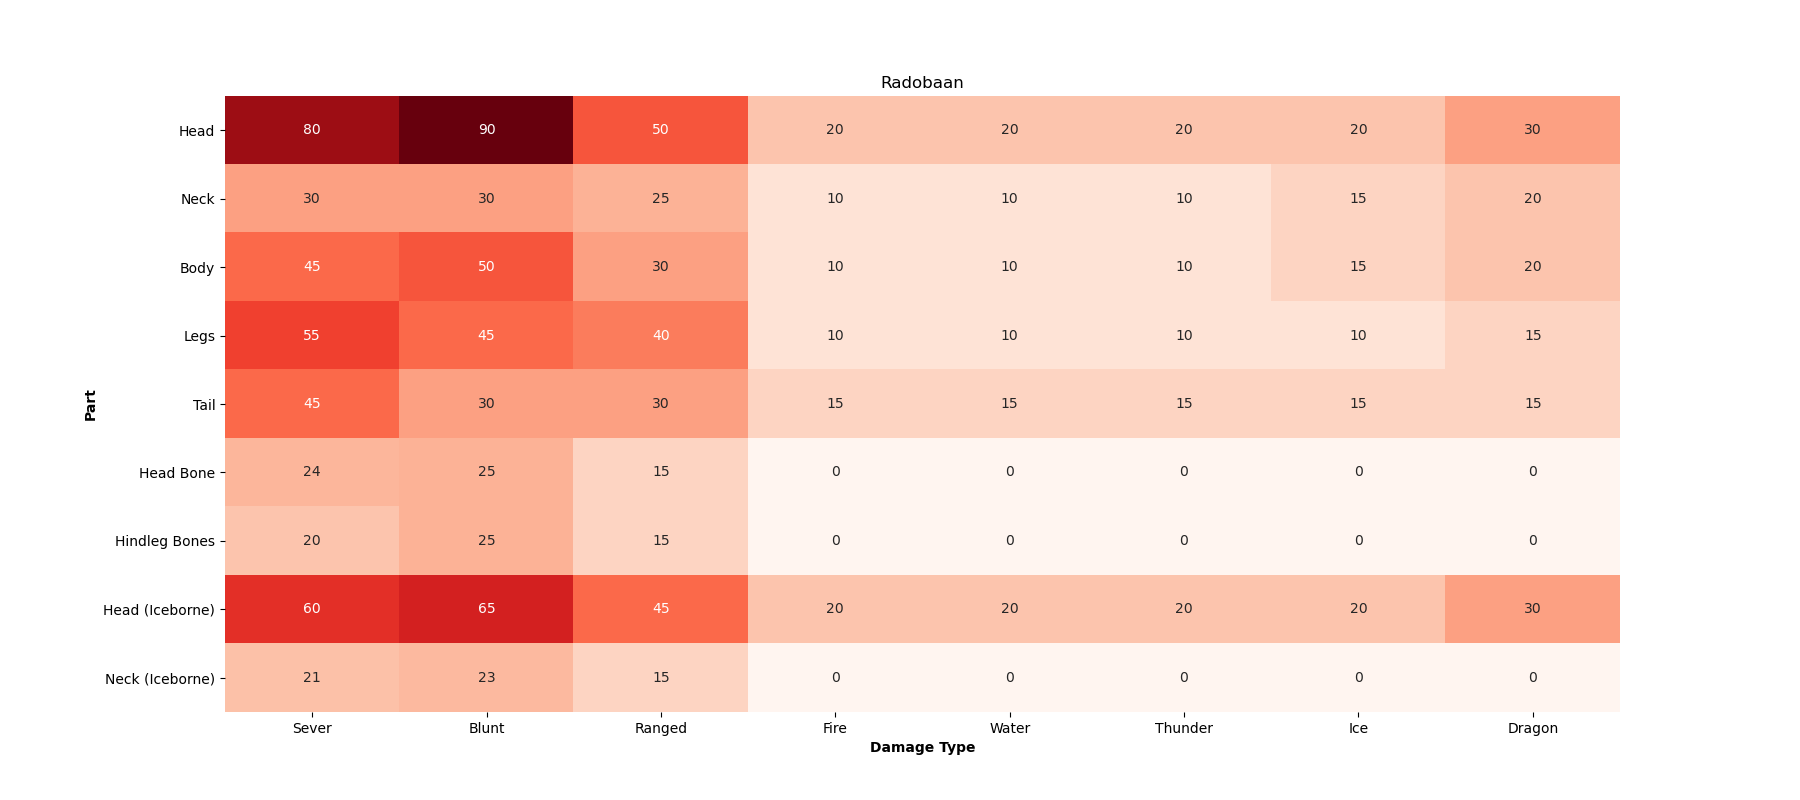 Radobaan
Head 80 90 50 20 20 20 20 30
Neck 30 30 25 10 10 10 15 20
Body 45 50 30 10 10 10 15 20
Legs 55 45 40 10 10 10 10 15
Tail 45 30 30 15 15 15 15 15
Head Bone 24 25 15 0 0 0 0 0
Hindleg Bones 20 25 15 0 0 0 0 0
Head (Iceborne) 60 65 45 20 20 20 20 30
Neck (Iceborne) 21 23 15 0 0 0 0 0
Part
Sever Blunt Ranged Fire Water Thunder Ice Dragon
Damage Type